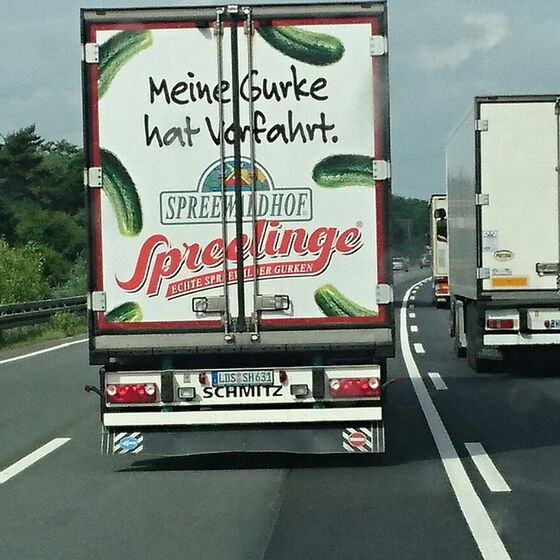 Meine Gurke
hat Vorfahrt.
SPREEWALDHOF
Spreelinge®
ECHTE SPREEWÄLDER GURKEN
LDS SH631
SCHMITZ